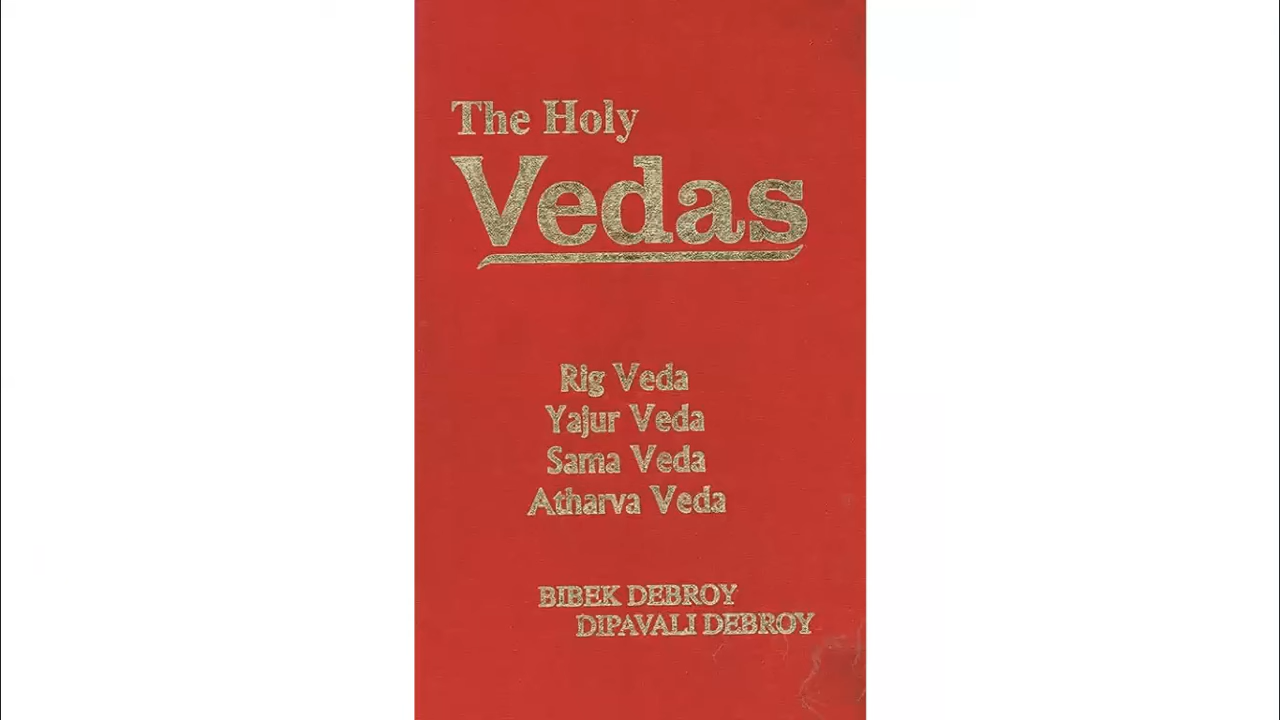 The Holy
Vedas
Rig Veda
Yajur Veda
Sama Veda
Atharva Veda
BIBEK DEBROY
DIPAVALI DEBROY